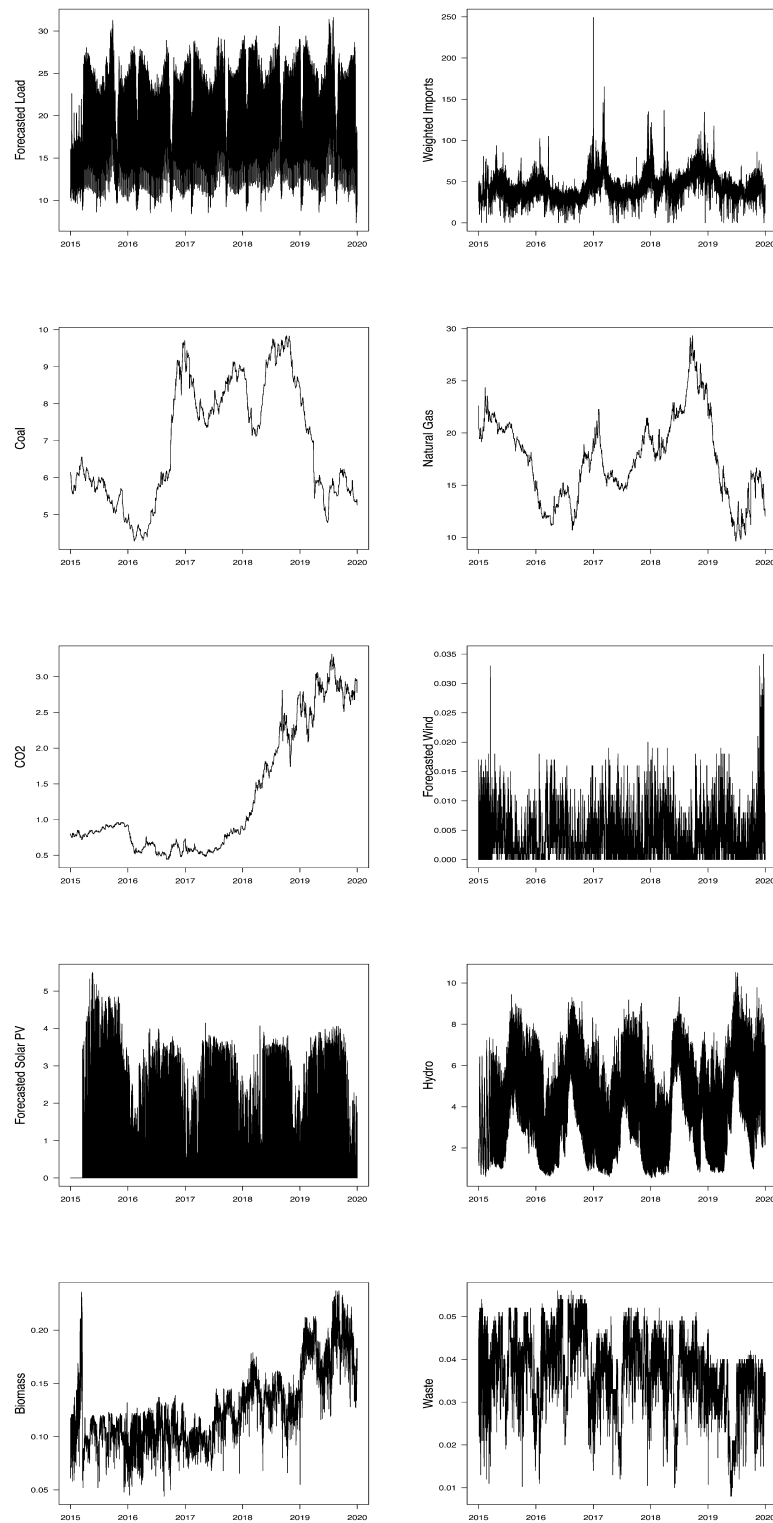 Forecasted Load
30
25
20
15
10
2015 2016 2017 2018 2019 2020
Weighted Imports
250
200
150
100
50
0
2015 2016 2017 2018 2019 2020
Coal
10
9
8
7
6
5
2015 2016 2017 2018 2019 2020
Natural Gas
30
25
20
15
10
2015 2016 2017 2018 2019 2020
CO2
3.0
2.5
2.0
1.5
1.0
0.5
2015 2016 2017 2018 2019 2020
Forecasted Wind
0.035
0.030
0.025
0.020
0.015
0.010
0.005
0.000
2015 2016 2017 2018 2019 2020
Forecasted Solar PV
5
4
3
2
1
0
2015 2016 2017 2018 2019 2020
Hydro
10
8
6
4
2
2015 2016 2017 2018 2019 2020
Biomass
0.20
0.15
0.10
0.05
2015 2016 2017 2018 2019 2020
Waste
0.05
0.04
0.03
0.02
0.01
2015 2016 2017 2018 2019 2020